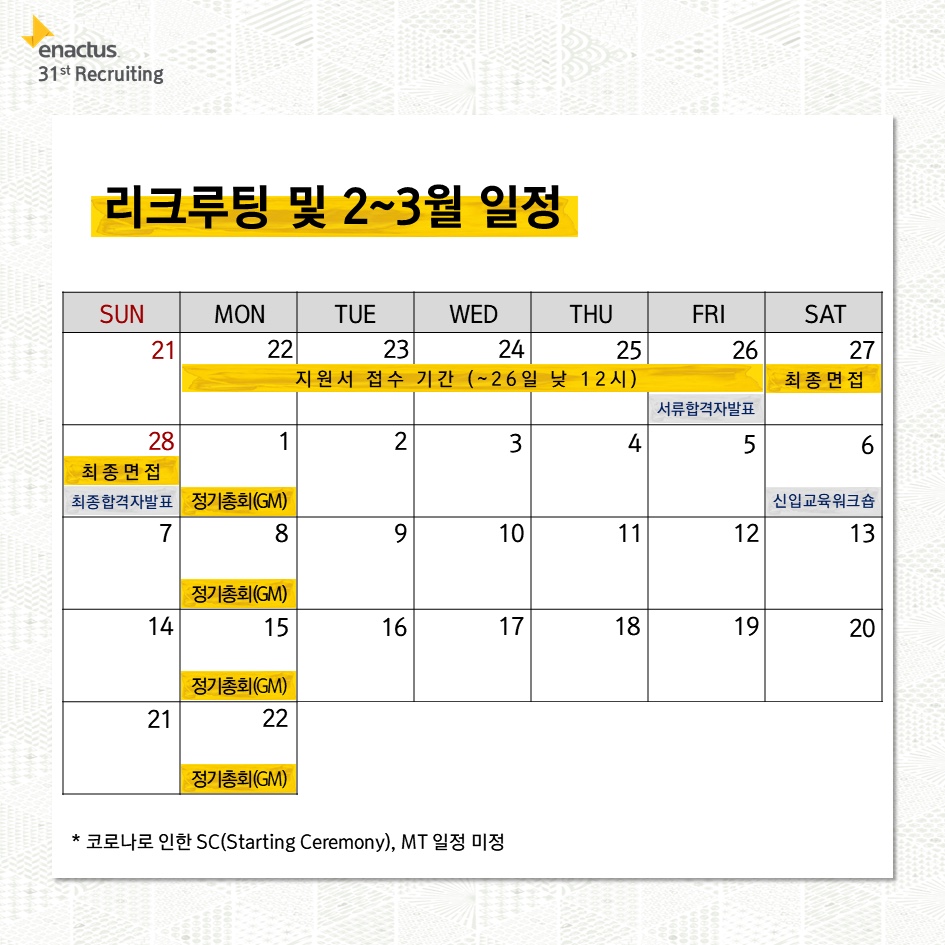 enactus
31st Recruiting
리크루팅 및 2~3월 일정
SUN MON TUE WED THU FRI SAT
21 22 23 24 25 26 27
지원서 접수 기간 (~26일 낮 12시) 최종면접
서류합격자발표
28 1 2 3 4 5 6
최종면접
최종합격자발표 정기총회(GM) 신입교육워크숍
7 8 9 10 11 12 13
정기총회(GM)
14 15 16 17 18 19 20
정기총회(GM)
21 22
정기총회(GM)
* 코로나로 인한 SC(Starting Ceremony), MT 일정 미정